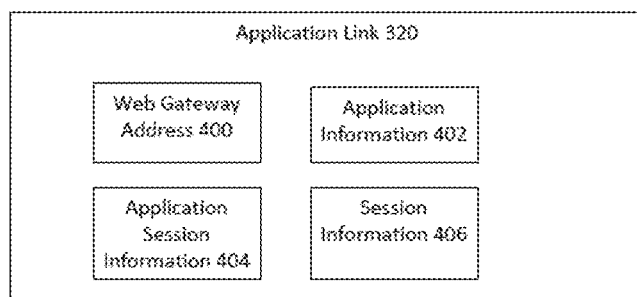 Application Link 320
Web Gateway
Address 400
Application
Information 402
Application
Session
Information 404
Session
Information 406